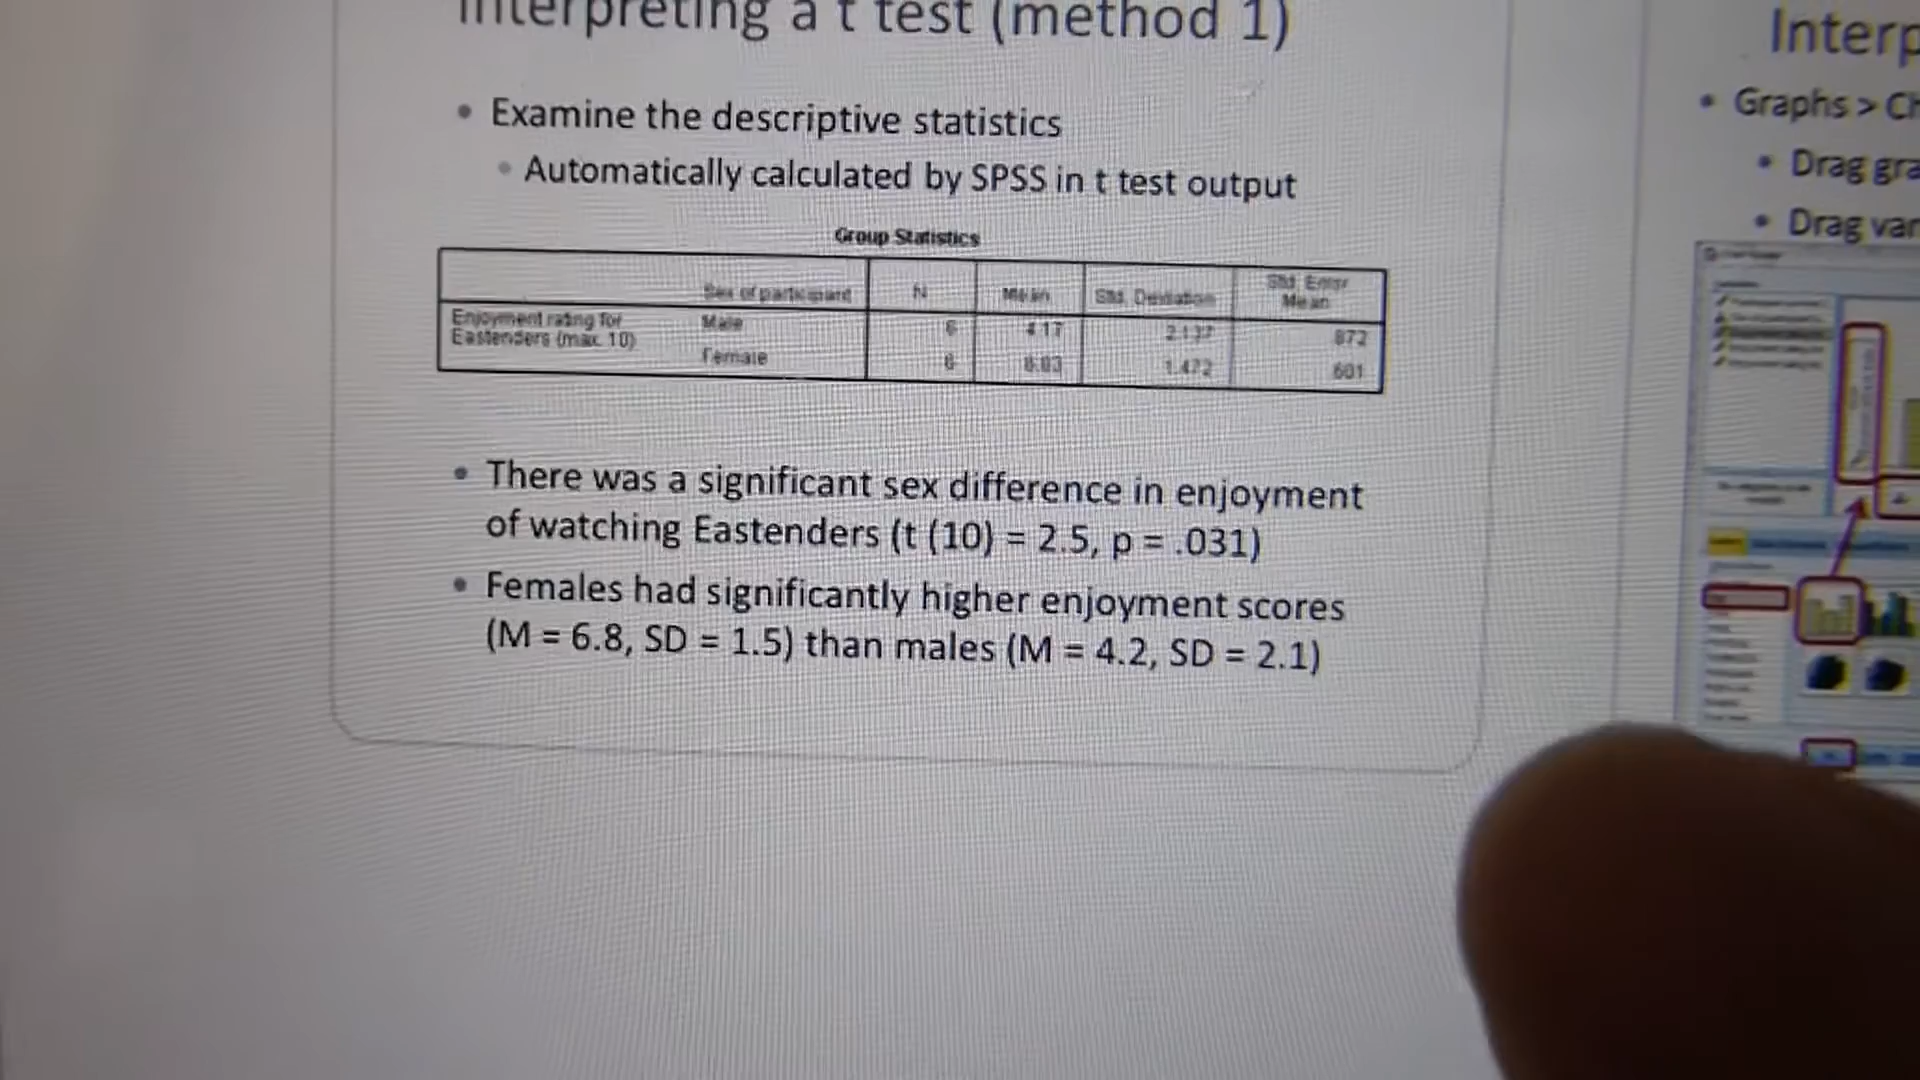 Interpreting a t test (method 1)
• Examine the descriptive statistics
• Automatically calculated by SPSS in t test output
Group Statistics
Sex of participant N Mean Std. Deviation Std. Error Mean
Enjoyment rating for Eastenders (max. 10) Male 6 4.17 2.137 .872
Female 6 6.83 1.472 .601
• There was a significant sex difference in enjoyment
of watching Eastenders (t (10) = 2.5, p = .031)
• Females had significantly higher enjoyment scores
(M = 6.8, SD = 1.5) than males (M = 4.2, SD = 2.1)
Interp
• Graphs > Ch
• Drag gra
• Drag var